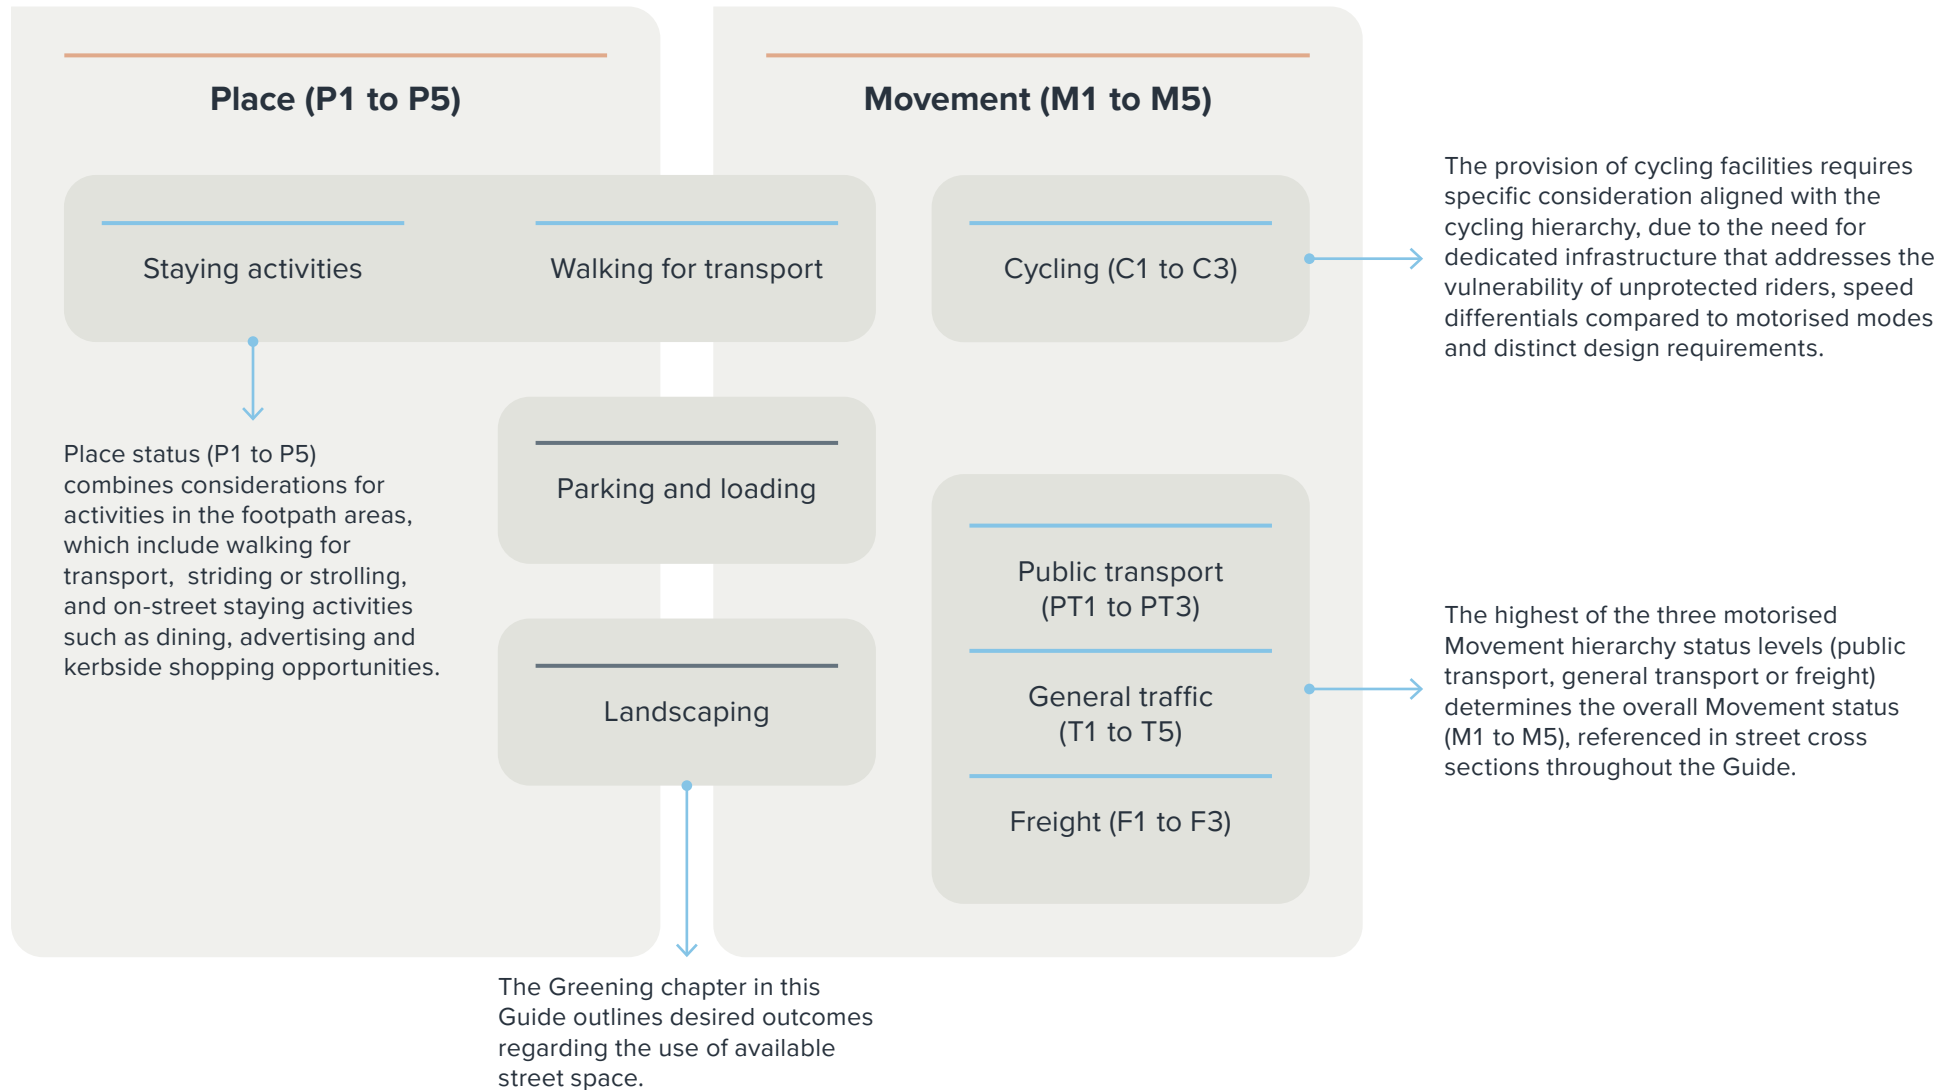 Place (P1 to P5)
Movement (M1 to M5)
Staying activities
Walking for transport
Cycling (C1 to C3)
The provision of cycling facilities requires
specific consideration aligned with the
cycling hierarchy, due to the need for
dedicated infrastructure that addresses the
vulnerability of unprotected riders, speed
differentials compared to motorised modes
and distinct design requirements.
Place status (P1 to P5)
combines considerations for
activities in the footpath areas,
which include walking for
transport,  striding or strolling,
and on-street staying activities
such as dining, advertising and
kerbside shopping opportunities.
Parking and loading
Landscaping
Public transport
(PT1 to PT3)
General traffic
(T1 to T5)
Freight (F1 to F3)
The highest of the three motorised
Movement hierarchy status levels (public
transport, general transport or freight)
determines the overall Movement status
(M1 to M5), referenced in street cross
sections throughout the Guide.
The Greening chapter in this
Guide outlines desired outcomes
regarding the use of available
street space.